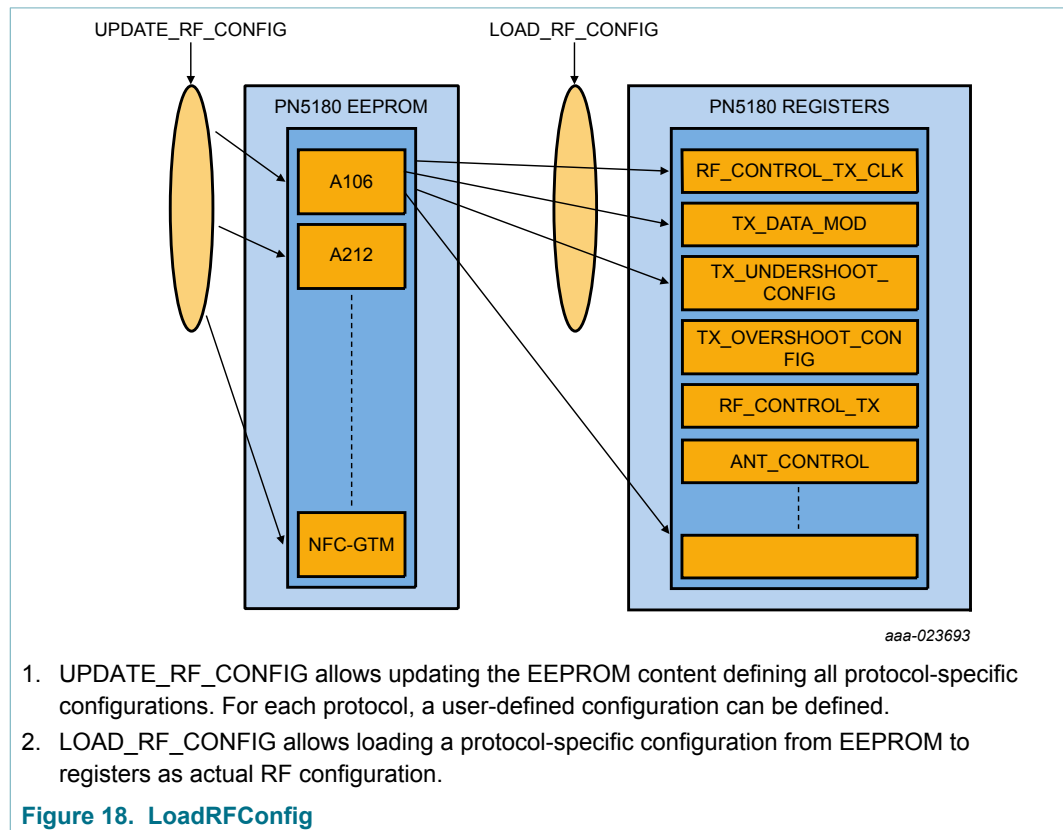 UPDATE_RF_CONFIG
LOAD_RF_CONFIG
PN5180 EEPROM
A106
A212
NFC-GTM
PN5180 REGISTERS
RF_CONTROL_TX_CLK
TX_DATA_MOD
TX_UNDERSHOOT_
CONFIG
TX_OVERSHOOT_CON
FIG
RF_CONTROL_TX
ANT_CONTROL
aaa-023693
1. UPDATE_RF_CONFIG allows updating the EEPROM content defining all protocol-specific
configurations. For each protocol, a user-defined configuration can be defined.
2. LOAD_RF_CONFIG allows loading a protocol-specific configuration from EEPROM to
registers as actual RF configuration.
Figure 18. LoadRFConfig